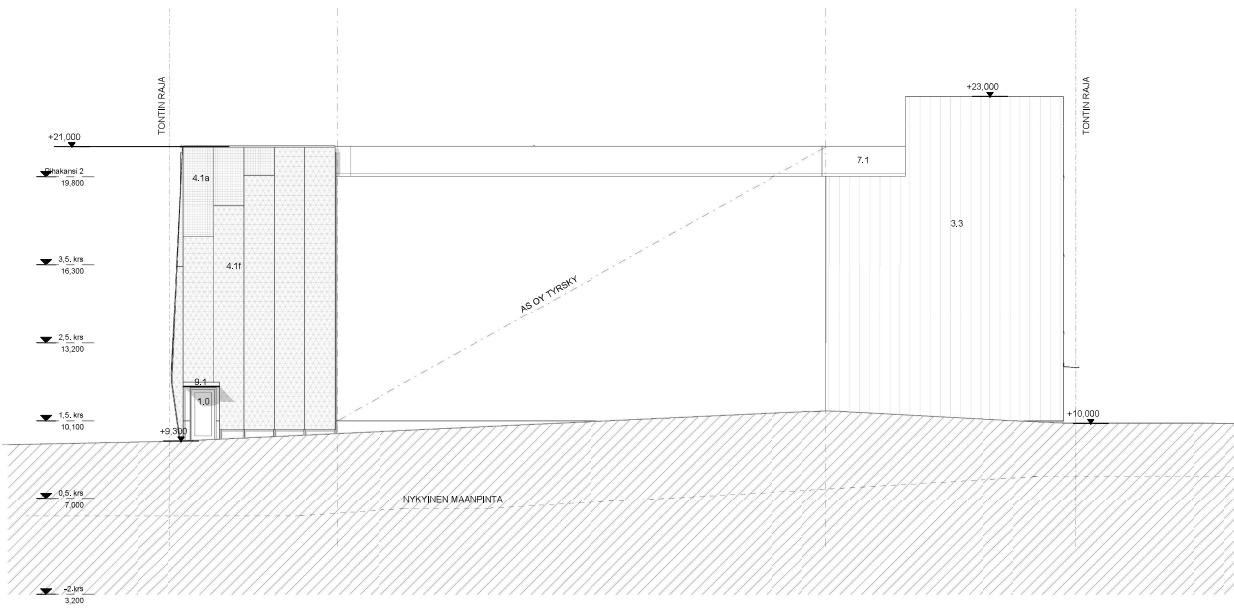 TONTIN RAJA
TONTIN RAJA
+23,000
+21,000
7.1
Pihakansi 2
19,800
4.1a
3.3
3,5. krs
16,300
4.1f
AS OY TYRSKY
2,5. krs
13,200
9.1
1.0
1,5. krs
10,100
+10,000
+9,300
0,5. krs
7,000
NYKYINEN MAANPINTA
-2. krs
3,200